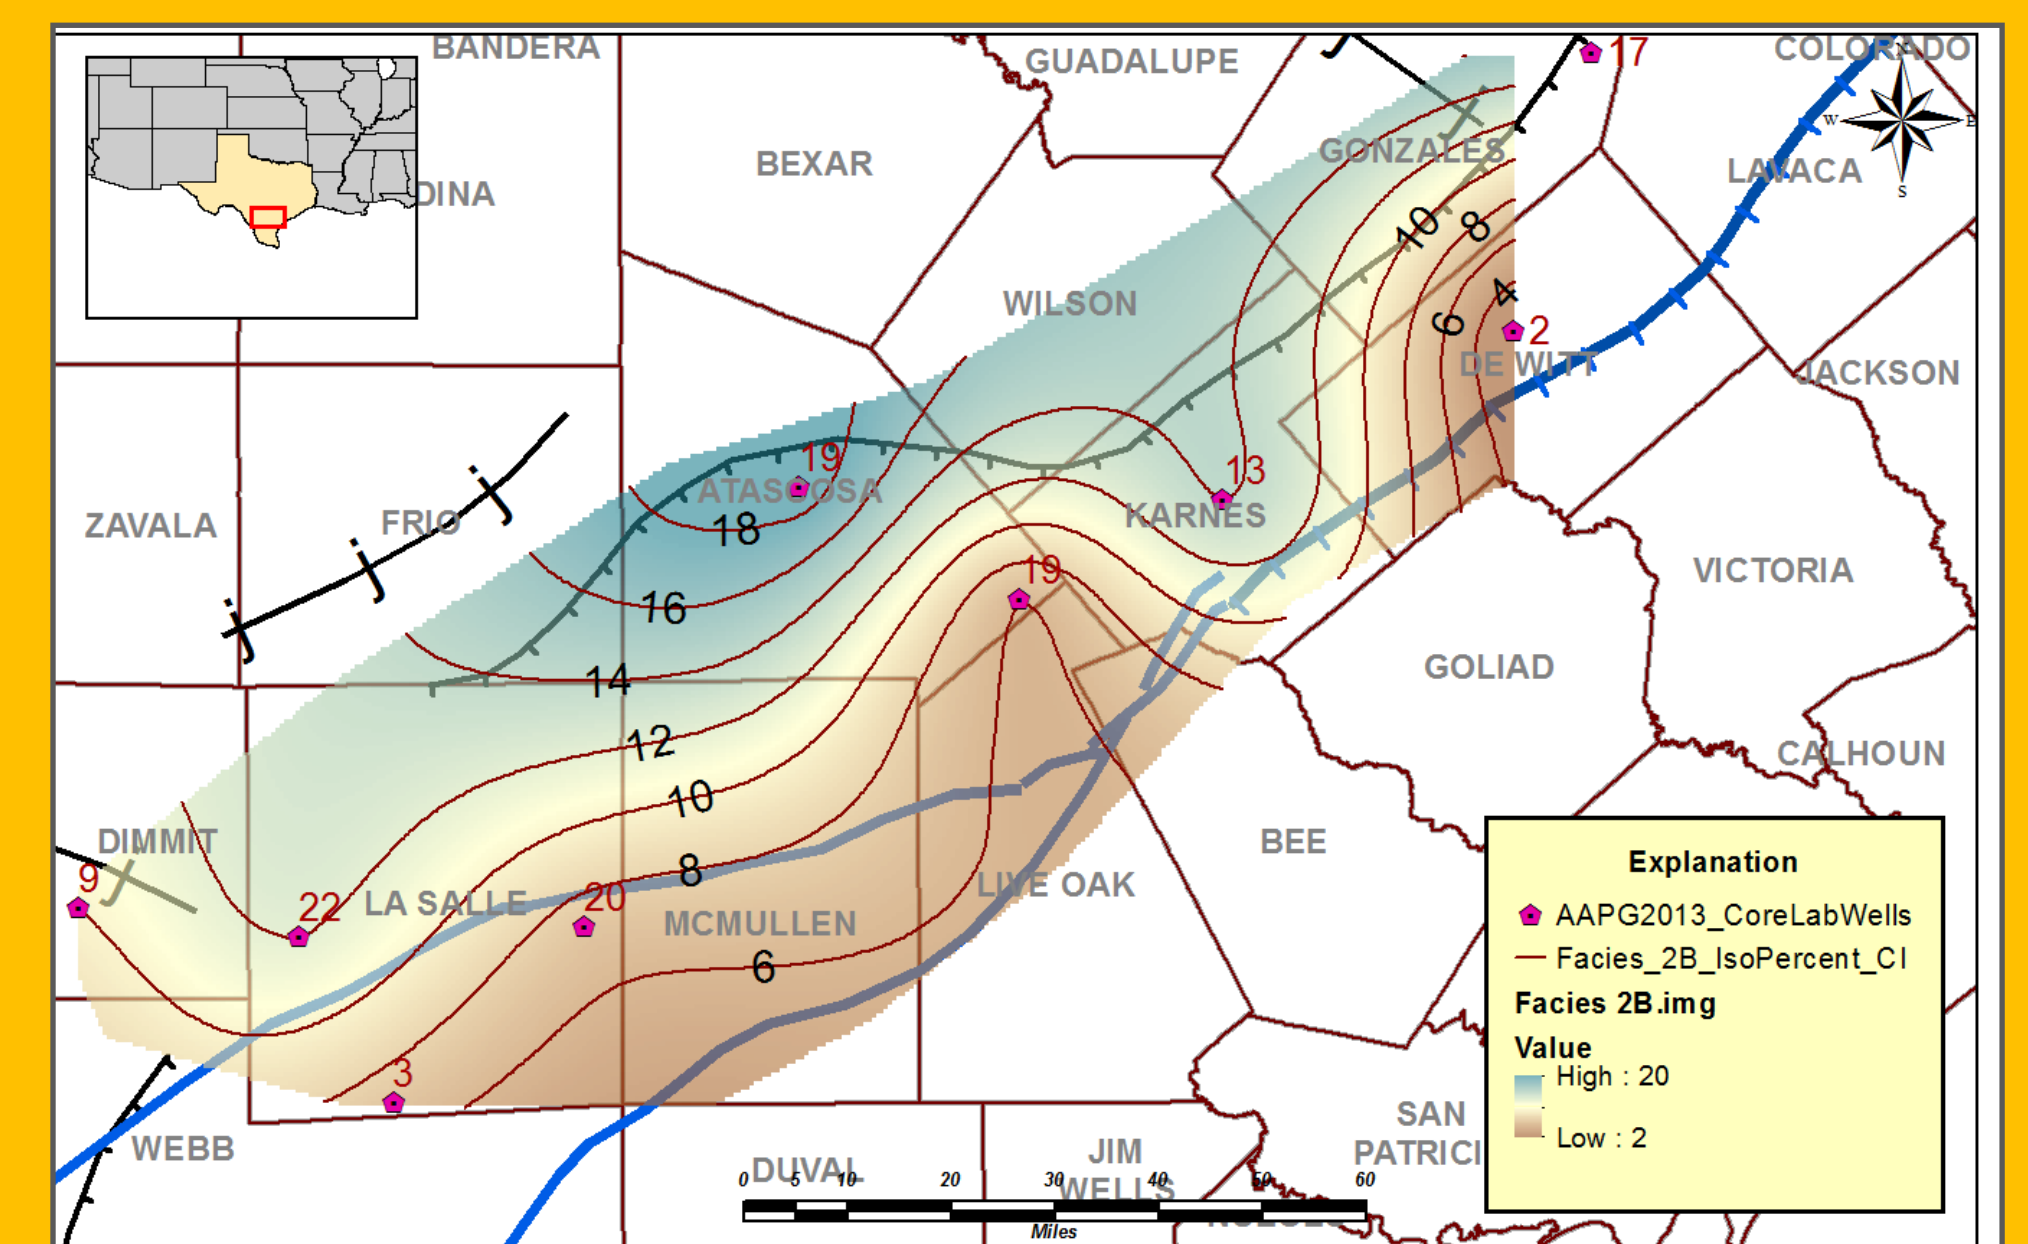 BANDERA
GUADALUPE
17
COLORADO
N
W
E
S
GONZALES
BEXAR
LAVACA
DINA
10
8
WILSON
4
6
2
DE WITT
JACKSON
19
ATASCOSA
13
KARNES
18
ZAVALA
FRIO
j
j
j
19
VICTORIA
16
GOLIAD
14
12
CALHOUN
10
DIMMIT
j
BEE
8
9
22
LA SALLE
20
LIVE OAK
MCMULLEN
6
3
WEBB
DUVAL
JIM
WELLS
SAN
PATRICI
0 5 10 20 30 40 50 60
Miles
Explanation
AAPG2013_CoreLabWells
Facies_2B_IsoPercent_CI
Facies 2B.img
Value
High : 20
Low : 2